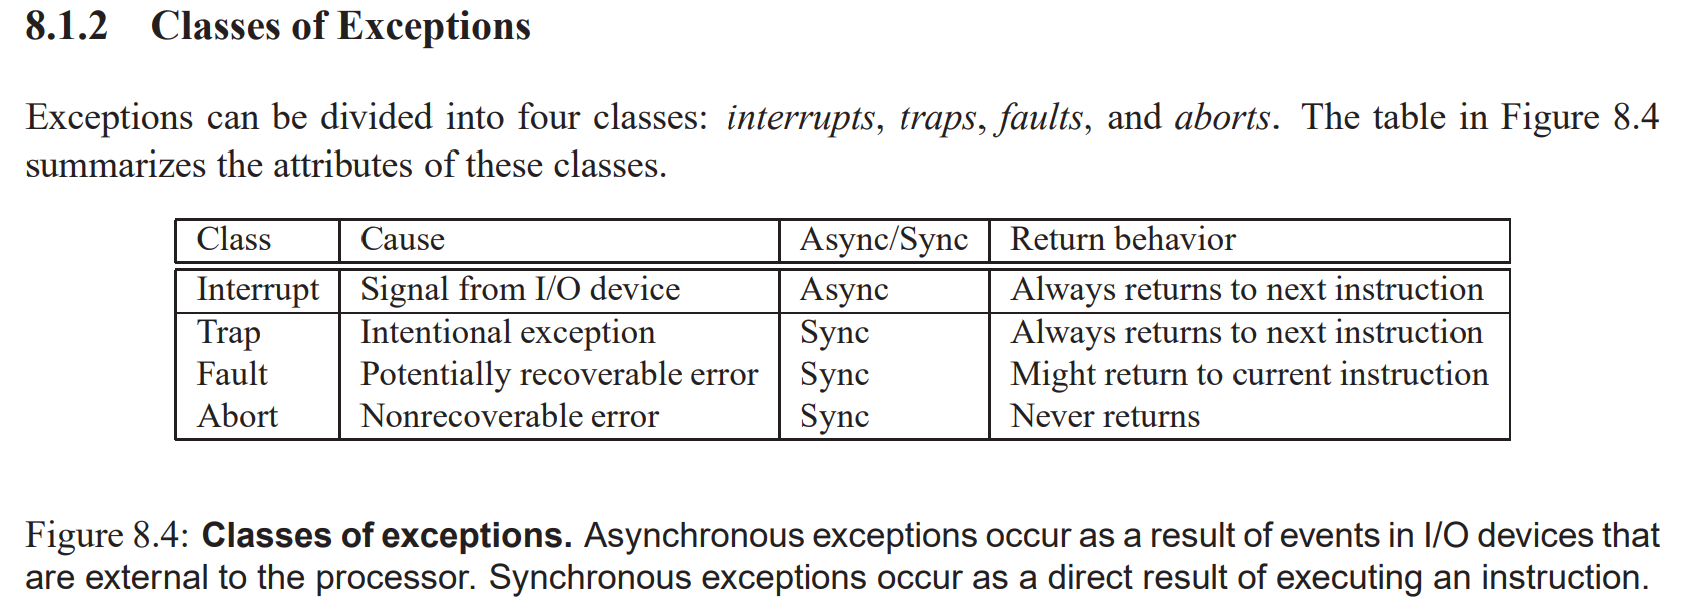 8.1.2 Classes of Exceptions
Exceptions can be divided into four classes: interrupts, traps, faults, and aborts. The table in Figure 8.4
summarizes the attributes of these classes.
Class Cause Async/Sync Return behavior
Interrupt Signal from I/O device Async Always returns to next instruction
Trap Intentional exception Sync Always returns to next instruction
Fault Potentially recoverable error Sync Might return to current instruction
Abort Nonrecoverable error Sync Never returns
Figure 8.4: Classes of exceptions. Asynchronous exceptions occur as a result of events in I/O devices that
are external to the processor. Synchronous exceptions occur as a direct result of executing an instruction.